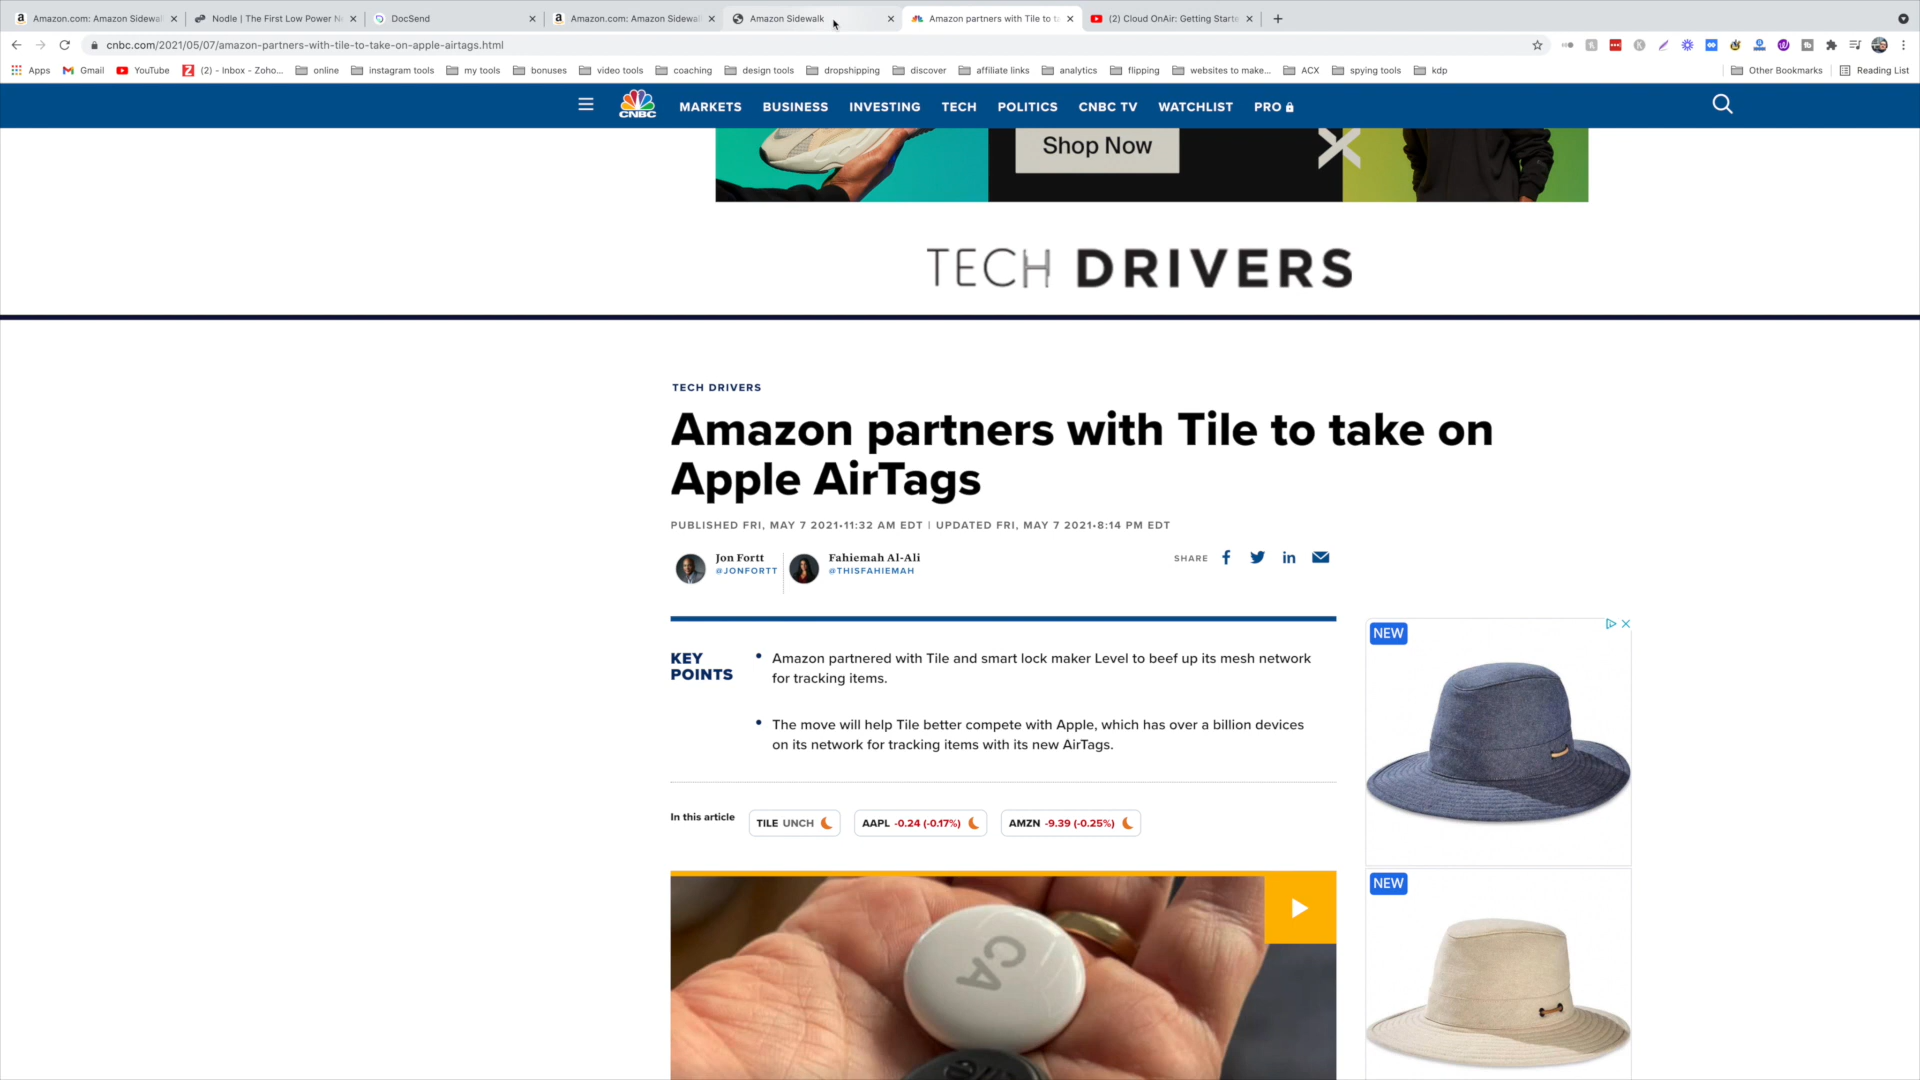 Amazon.com: Amazon Sidewal
Nodle | The First Low Power N
DocSend
Amazon.com: Amazon Sidewal
Amazon Sidewalk
Amazon partners with Tile to t
(2) Cloud OnAir: Getting Starte
cnbc.com/2021/05/07/amazon-partners-with-tile-to-take-on-apple-airtags.html
Apps Gmail YouTube (2) - Inbox - Zoho... online instagram tools my tools bonuses video tools coaching design tools dropshipping discover affiliate links analytics flipping websites to make... ACX spying tools kdp Other Bookmarks Reading List
CNBC MARKETS BUSINESS INVESTING TECH POLITICS CNBC TV WATCHLIST PRO
Shop Now
TECH DRIVERS
TECH DRIVERS
Amazon partners with Tile to take on
Apple AirTags
PUBLISHED FRI, MAY 7 2021•11:32 AM EDT | UPDATED FRI, MAY 7 2021•8:14 PM EDT
Jon Fortt
@JONFORTT
Fahiemah Al-Ali
@THISFAHIEMAH
SHARE
KEY
POINTS
• Amazon partnered with Tile and smart lock maker Level to beef up its mesh network
for tracking items.
• The move will help Tile better compete with Apple, which has over a billion devices
on its network for tracking items with its new AirTags.
In this article
TILE UNCH
AAPL -0.24 (-0.17%)
AMZN -9.39 (-0.25%)
NEW
NEW
CA